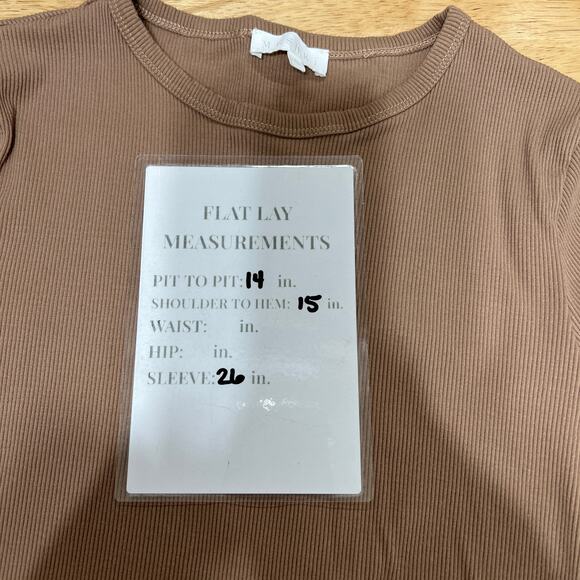 FLAT LAY
MEASUREMENTS
PIT TO PIT: 14 in.
SHOULDER TO HEM: 15 in.
WAIST: in.
HIP: in.
SLEEVE: 26 in.